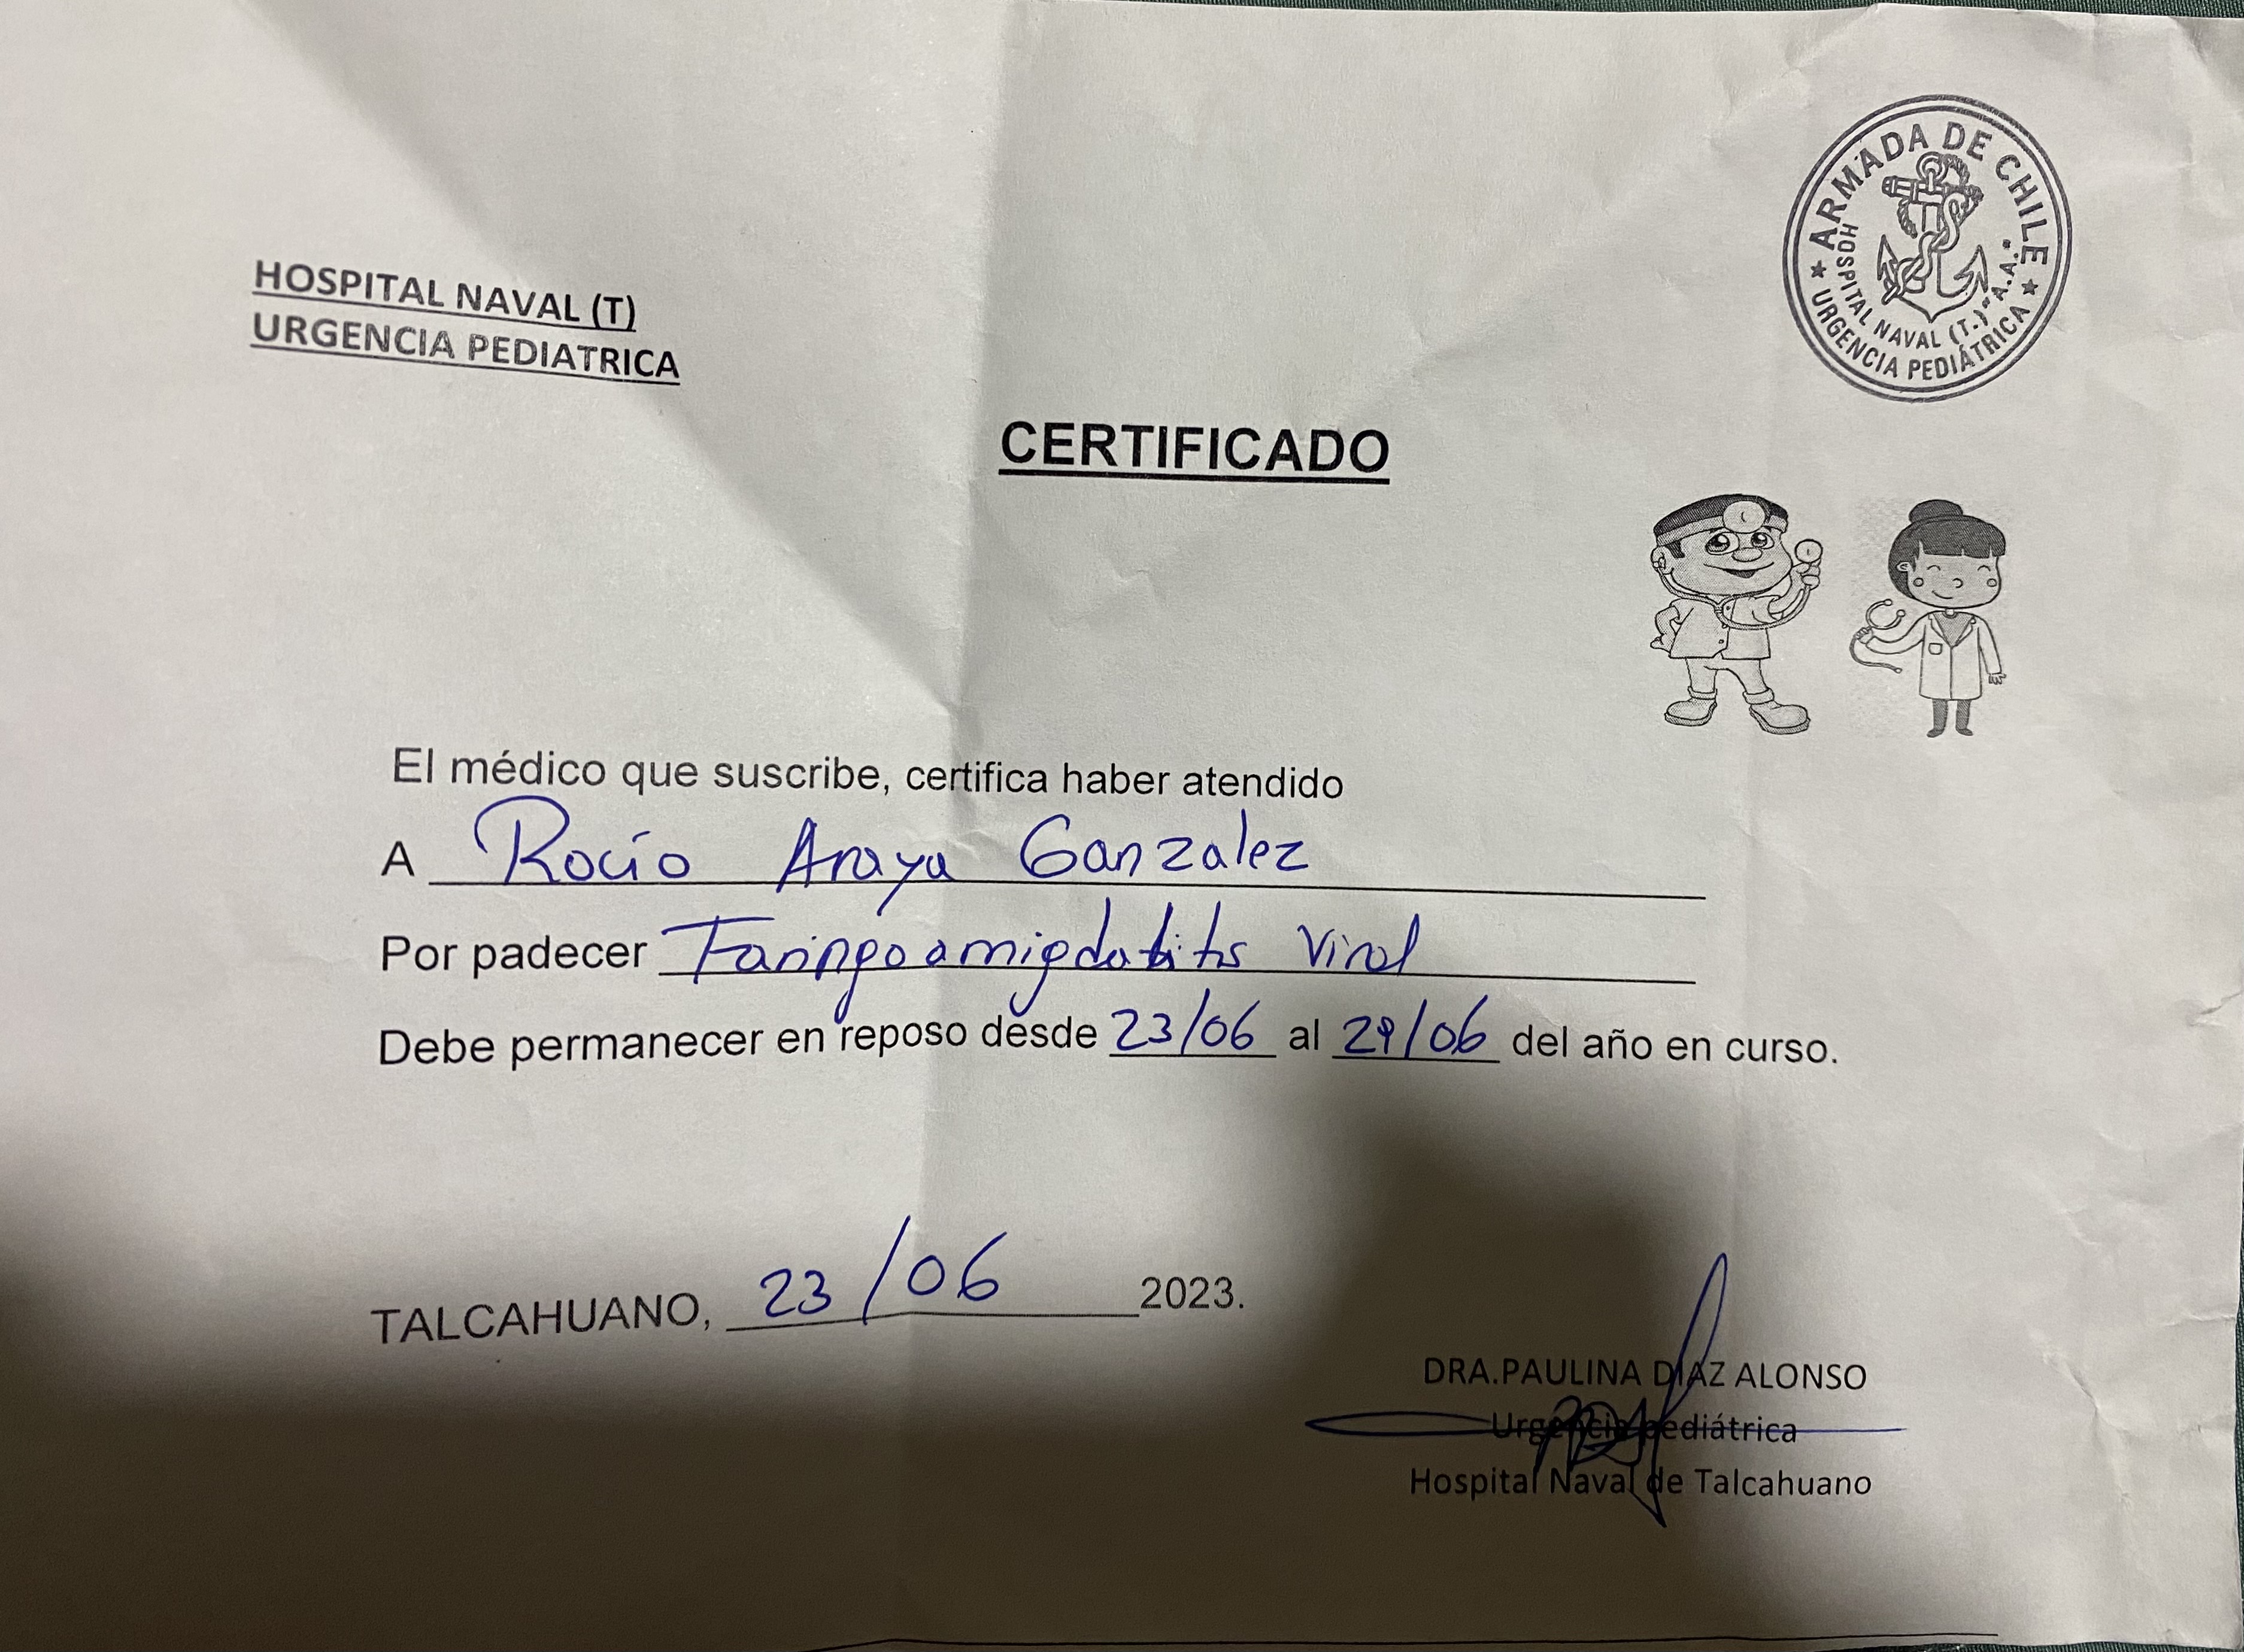 ARMADA DE CHILE
HOSPITAL NAVAL (T.) "A.A."
★ URGENCIA PEDIÁTRICA ★
HOSPITAL NAVAL (T)
URGENCIA PEDIATRICA
CERTIFICADO
El médico que suscribe, certifica haber atendido
A Rocío Araya Gonzalez
Por padecer Faringoamigdalitis Viral
Debe permanecer en reposo desde 23/06 al 29/06 del año en curso.
TALCAHUANO, 23/06 2023.
DRA.PAULINA DIAZ ALONSO
Urgencia pediátrica
Hospital Naval de Talcahuano